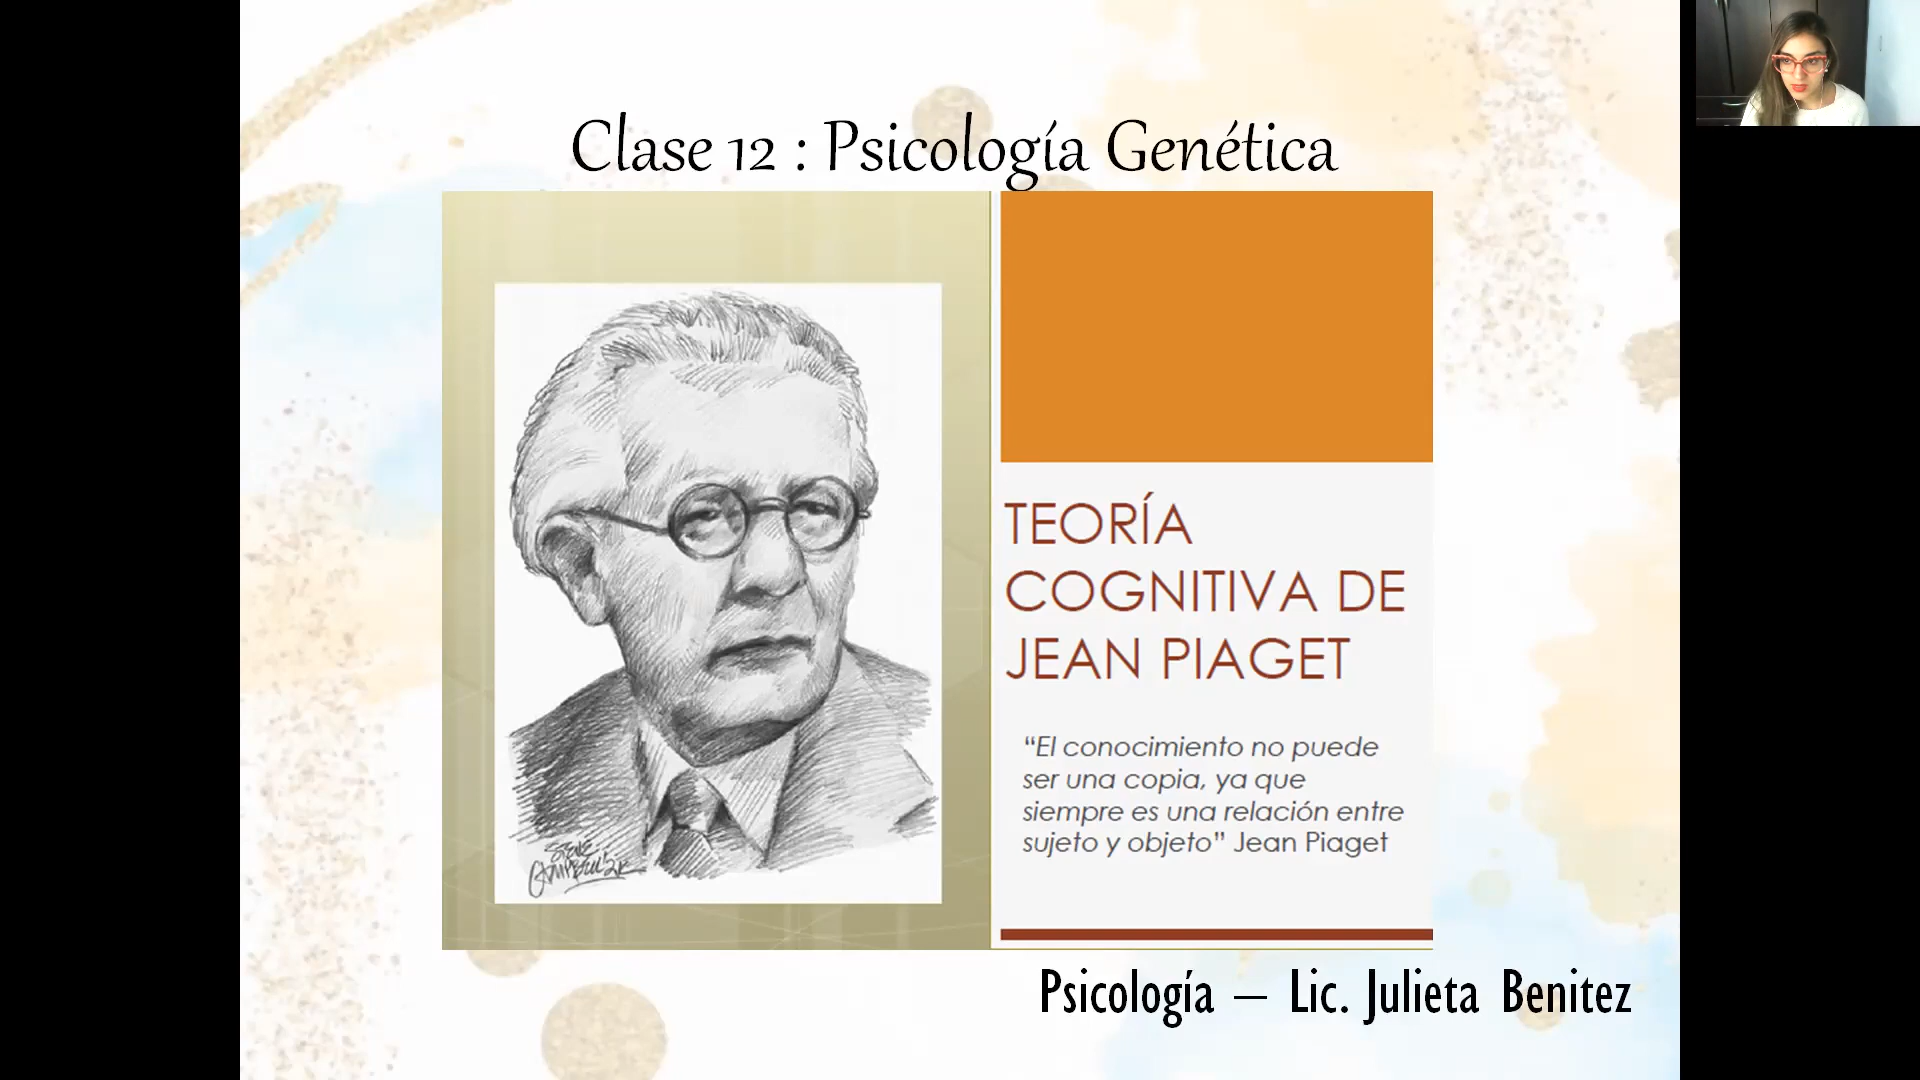 Clase 12 : Psicología Genética
TEORÍA
COGNITIVA DE
JEAN PIAGET
“El conocimiento no puede
ser una copia, ya que
siempre es una relación entre
sujeto y objeto” Jean Piaget
Psicología – Lic. Julieta Benitez